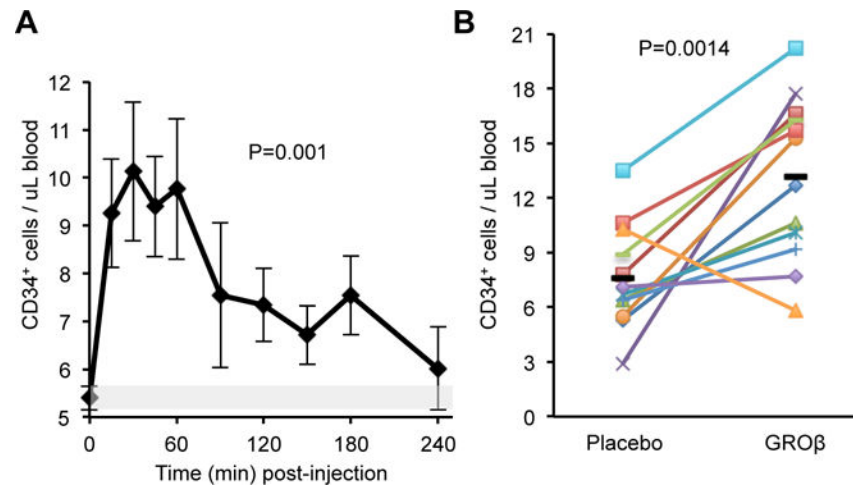 A
CD34⁺ cells / uL blood
12
11
10
9
8
7
6
5
P=0.001
0
60
120
180
240
Time (min) post-injection
B
CD34⁺ cells / uL blood
21
18
15
12
9
6
3
0
P=0.0014
Placebo
GROβ